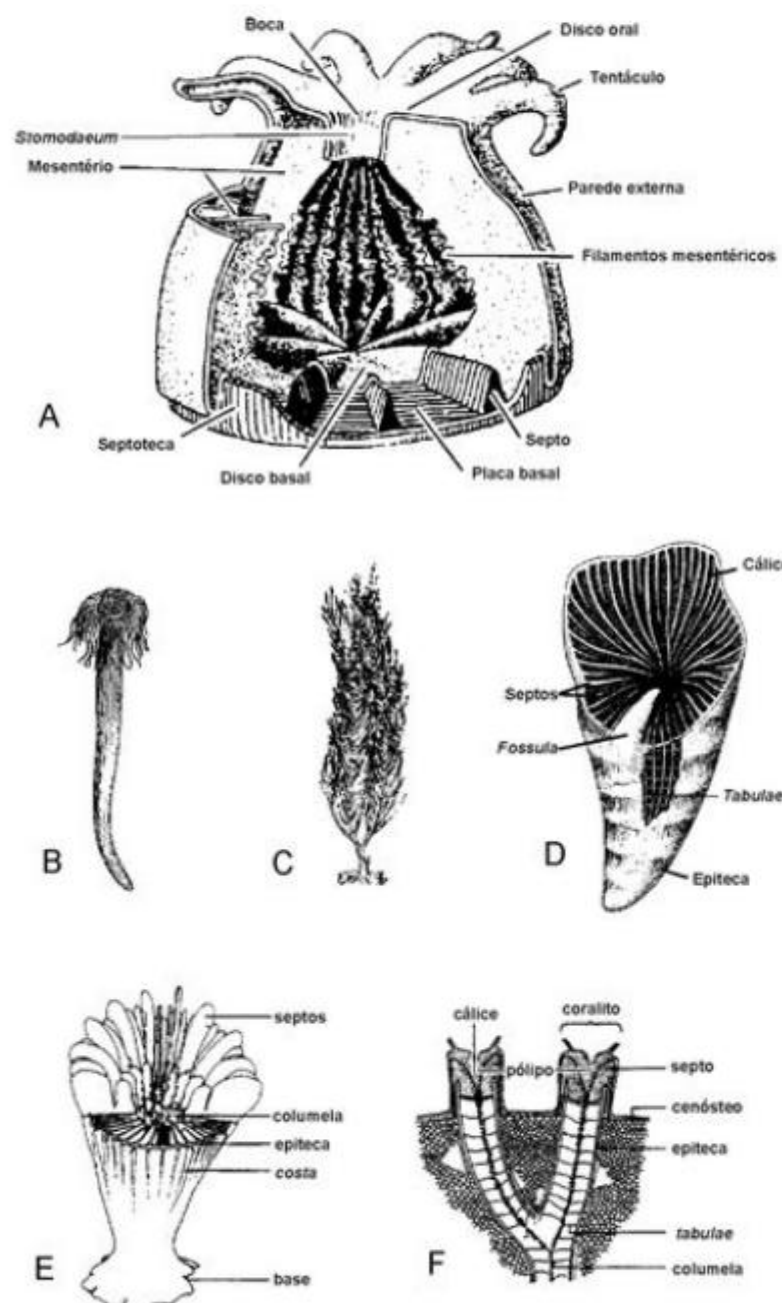 Boca
Disco oral
Tentáculo
Stomodaeum
Mesentério
Parede externa
Filamentos mesentéricos
A
Septoteca
Septo
Disco basal
Placa basal
Cálice
Septos
Fossula
Tabulae
B
C
D
Epiteca
septos
columela
epiteca
costa
E
base
cálice
coralito
pólipo
septo
cenósteo
epiteca
tabulae
F
columela